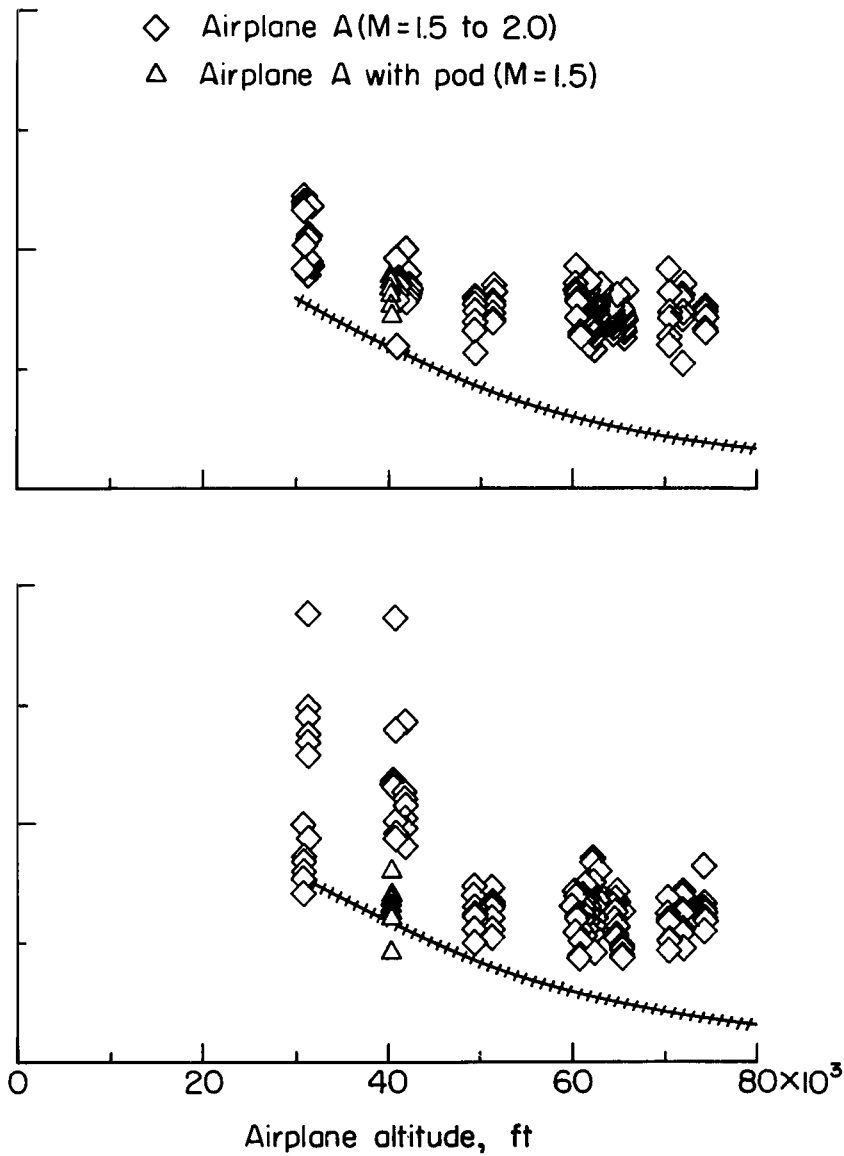 Airplane A (M=1.5 to 2.0)
Airplane A with pod (M=1.5)
0 20 40 60 80×10³
Airplane altitude, ft